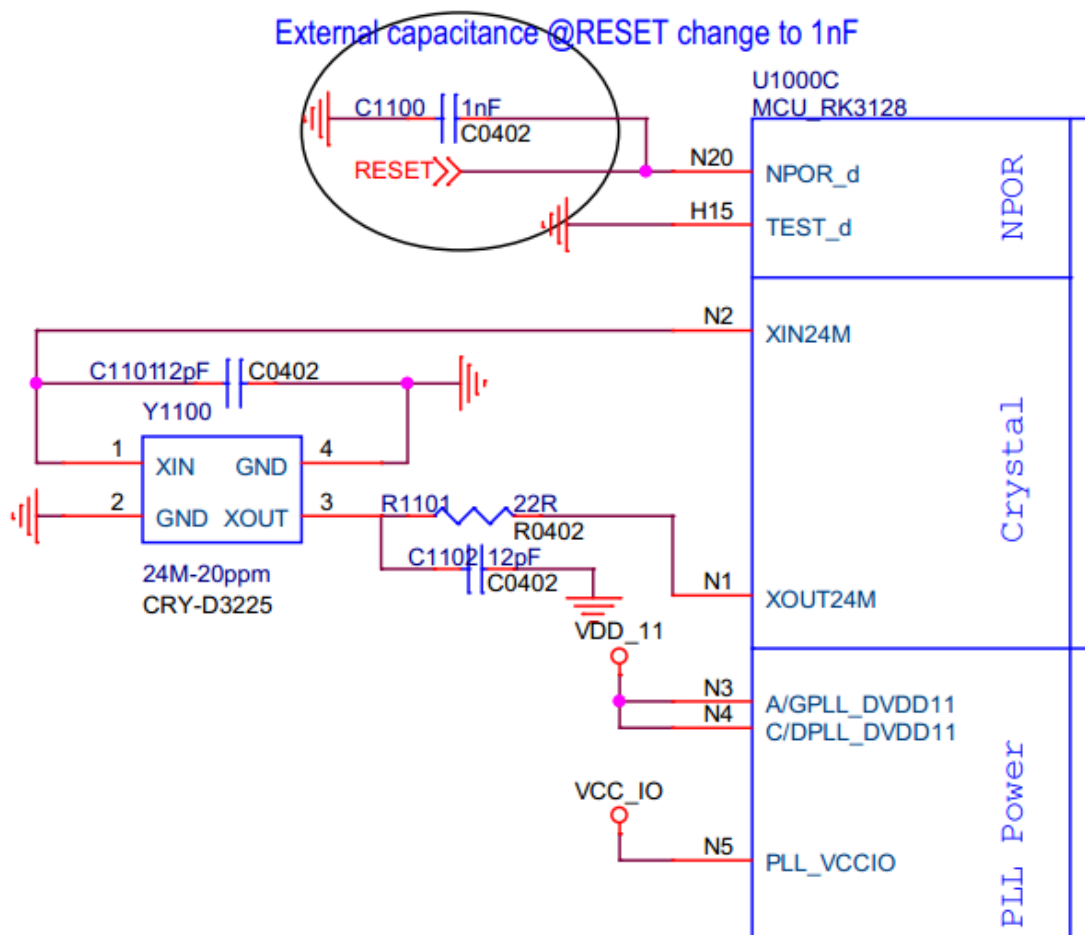 External capacitance @RESET change to 1nF
U1000C
MCU_RK3128
C1100 1nF
C0402
RESET
N20 NPOR_d
H15 TEST_d
NPOR
N2 XIN24M
C1101 12pF C0402
Y1100
1 XIN GND 4
2 GND XOUT 3
R1101 22R
R0402
C1102 12pF
C0402
24M-20ppm
CRY-D3225
N1 XOUT24M
Crystal
VDD_11
N3 A/GPLL_DVDD11
N4 C/DPLL_DVDD11
VCC_IO
N5 PLL_VCCIO
PLL Power